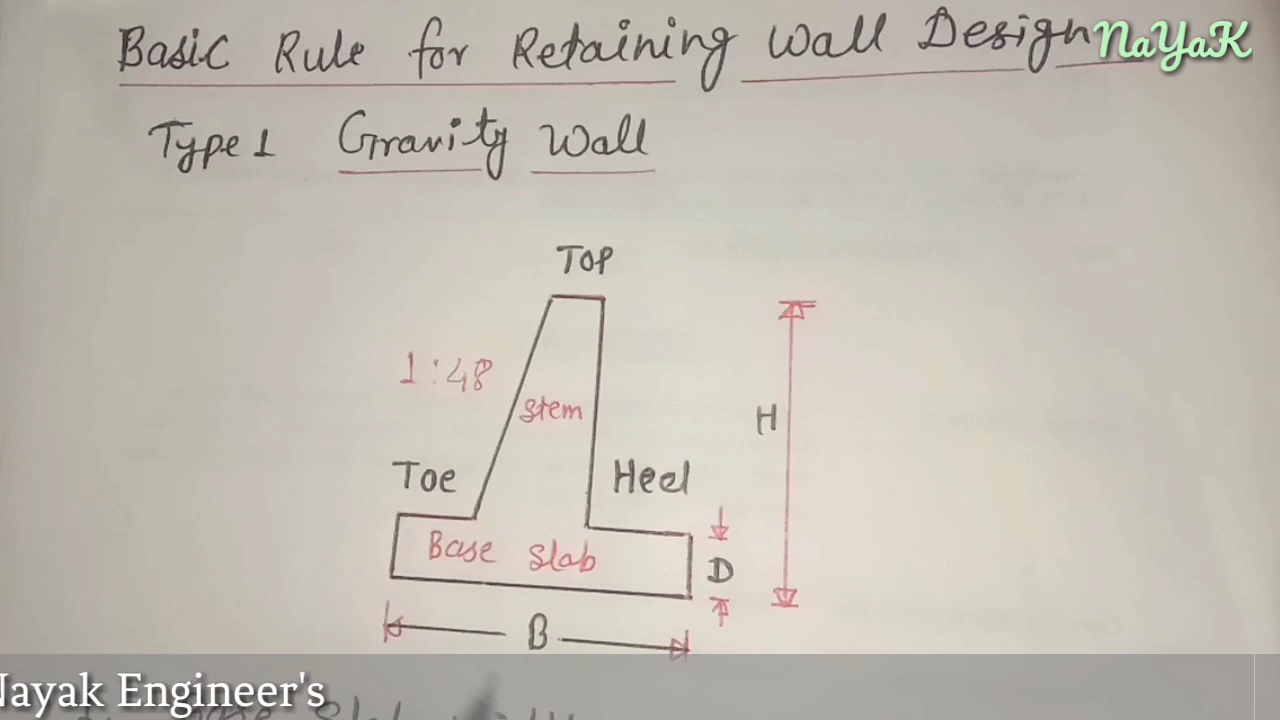 Basic Rule for Retaining Wall Design
NaYaK
Type 1 Gravity Wall
TOP
1:48
Stem
H
Toe
Heel
Base Slab
D
B
Nayak Engineer's